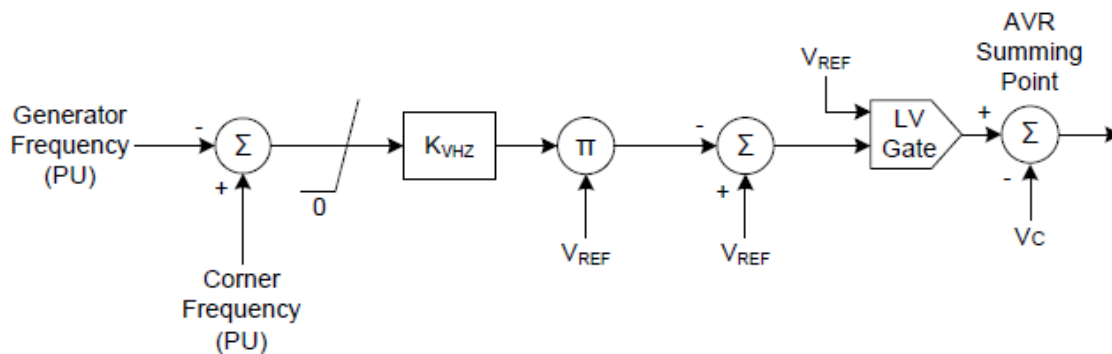 Generator
Frequency
(PU)
-
Σ
+
Corner
Frequency
(PU)
0
KVHZ
π
VREF
-
Σ
+
VREF
VREF
LV
Gate
AVR
Summing
Point
+
Σ
-
VC